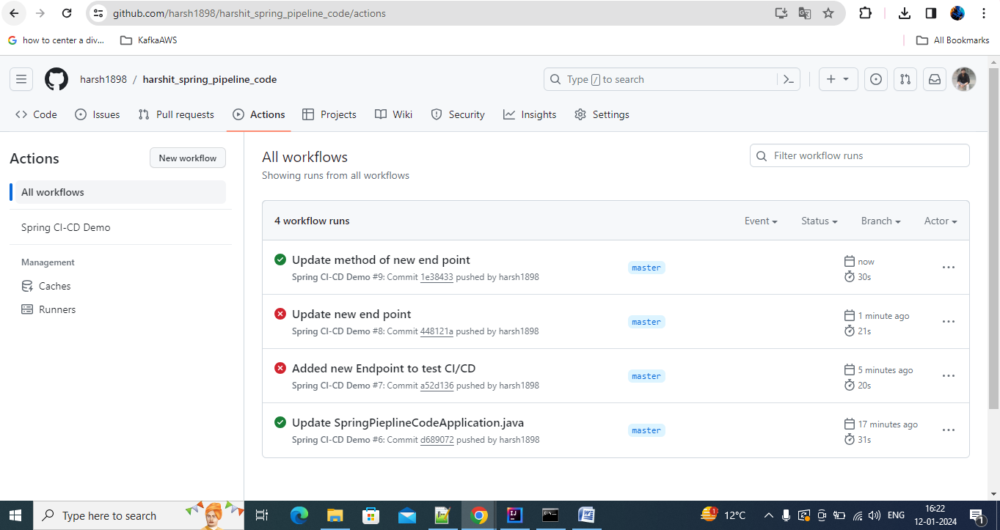 github.com/harsh1898/harshit_spring_pipeline_code/actions
how to center a div...
KafkaAWS
All Bookmarks
harsh1898 / harshit_spring_pipeline_code
Type / to search
Code
Issues
Pull requests
Actions
Projects
Wiki
Security
Insights
Settings
Actions
New workflow
All workflows
Spring CI-CD Demo
Management
Caches
Runners
All workflows
Showing runs from all workflows
Filter workflow runs
4 workflow runs
Event
Status
Branch
Actor
Update method of new end point
Spring CI-CD Demo #9: Commit 1e38433 pushed by harsh1898
master
now
30s
Update new end point
Spring CI-CD Demo #8: Commit 448121a pushed by harsh1898
master
1 minute ago
21s
Added new Endpoint to test CI/CD
Spring CI-CD Demo #7: Commit a52d136 pushed by harsh1898
master
5 minutes ago
20s
Update SpringPieplineCodeApplication.java
Spring CI-CD Demo #6: Commit d689072 pushed by harsh1898
master
17 minutes ago
31s
Type here to search
1
12°C
ENG
16:22
12-01-2024
1